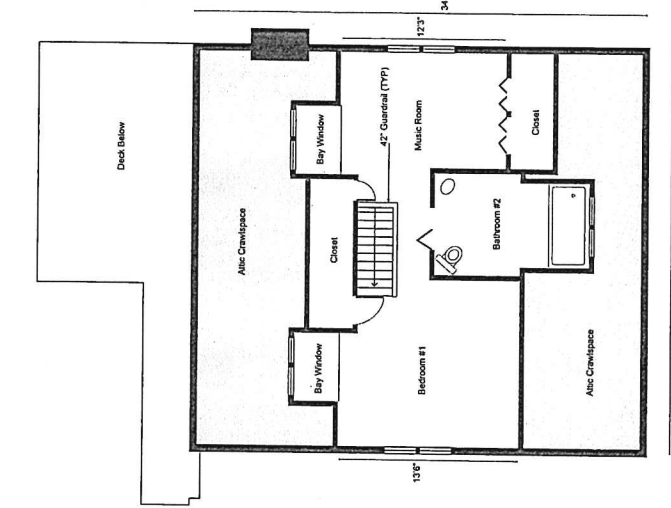 34
12'3"
Deck Below
Attic Crawlspace
Bay Window
42" Guardrail (TYP)
Music Room
Closet
Closet
Bathroom #2
Bay Window
Bedroom #1
Attic Crawlspace
13'6"